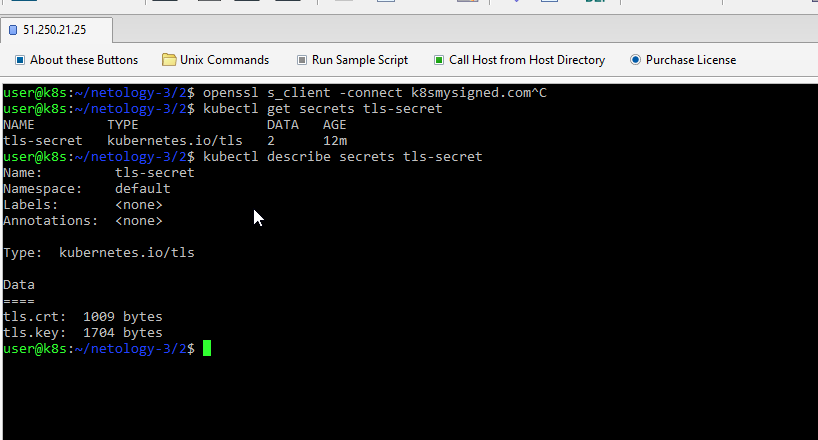 51.250.21.25
About these Buttons Unix Commands Run Sample Script Call Host from Host Directory Purchase License
user@k8s:~/netology-3/2$ openssl s_client -connect k8smysigned.com^C
user@k8s:~/netology-3/2$ kubectl get secrets tls-secret
NAME         TYPE                DATA   AGE
tls-secret   kubernetes.io/tls   2      12m
user@k8s:~/netology-3/2$ kubectl describe secrets tls-secret
Name:         tls-secret
Namespace:    default
Labels:       <none>
Annotations:  <none>
Type:  kubernetes.io/tls
Data
====
tls.crt:  1009 bytes
tls.key:  1704 bytes
user@k8s:~/netology-3/2$